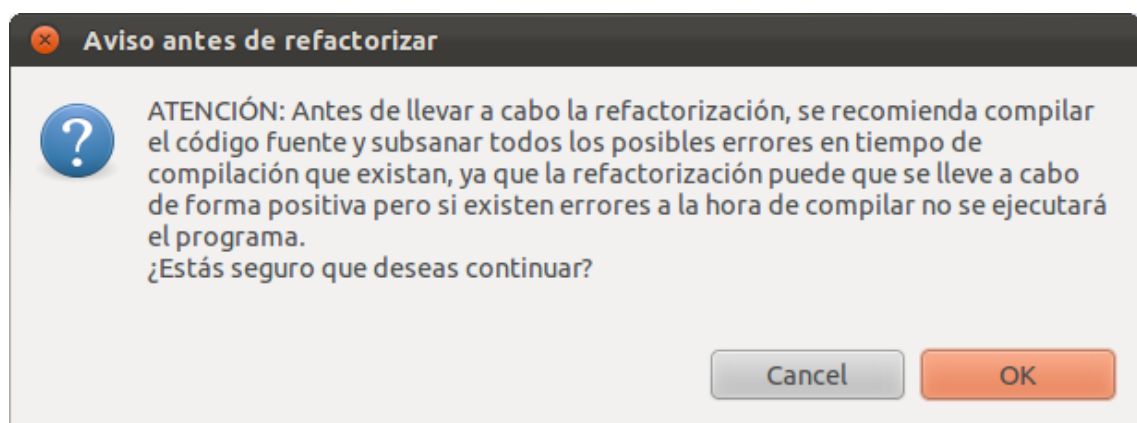 Aviso antes de refactorizar
ATENCIÓN: Antes de llevar a cabo la refactorización, se recomienda compilar
el código fuente y subsanar todos los posibles errores en tiempo de
compilación que existan, ya que la refactorización puede que se lleve a cabo
de forma positiva pero si existen errores a la hora de compilar no se ejecutará
el programa.
¿Estás seguro que deseas continuar?
Cancel
OK